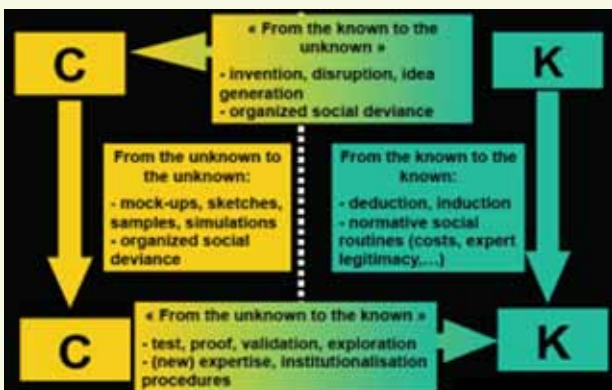 C
« From the known to the
unknown »
- invention, disruption, idea
generation
- organized social deviance
K
From the unknown to
the unknown:
- mock-ups, sketches,
samples, simulations
- organized social
deviance
From the known to the
known:
- deduction, induction
- normative social
routines (costs, expert
legitimacy,...)
C
« From the unknown to the known »
- test, proof, validation, exploration
- (new) expertise, institutionalisation
procedures
K